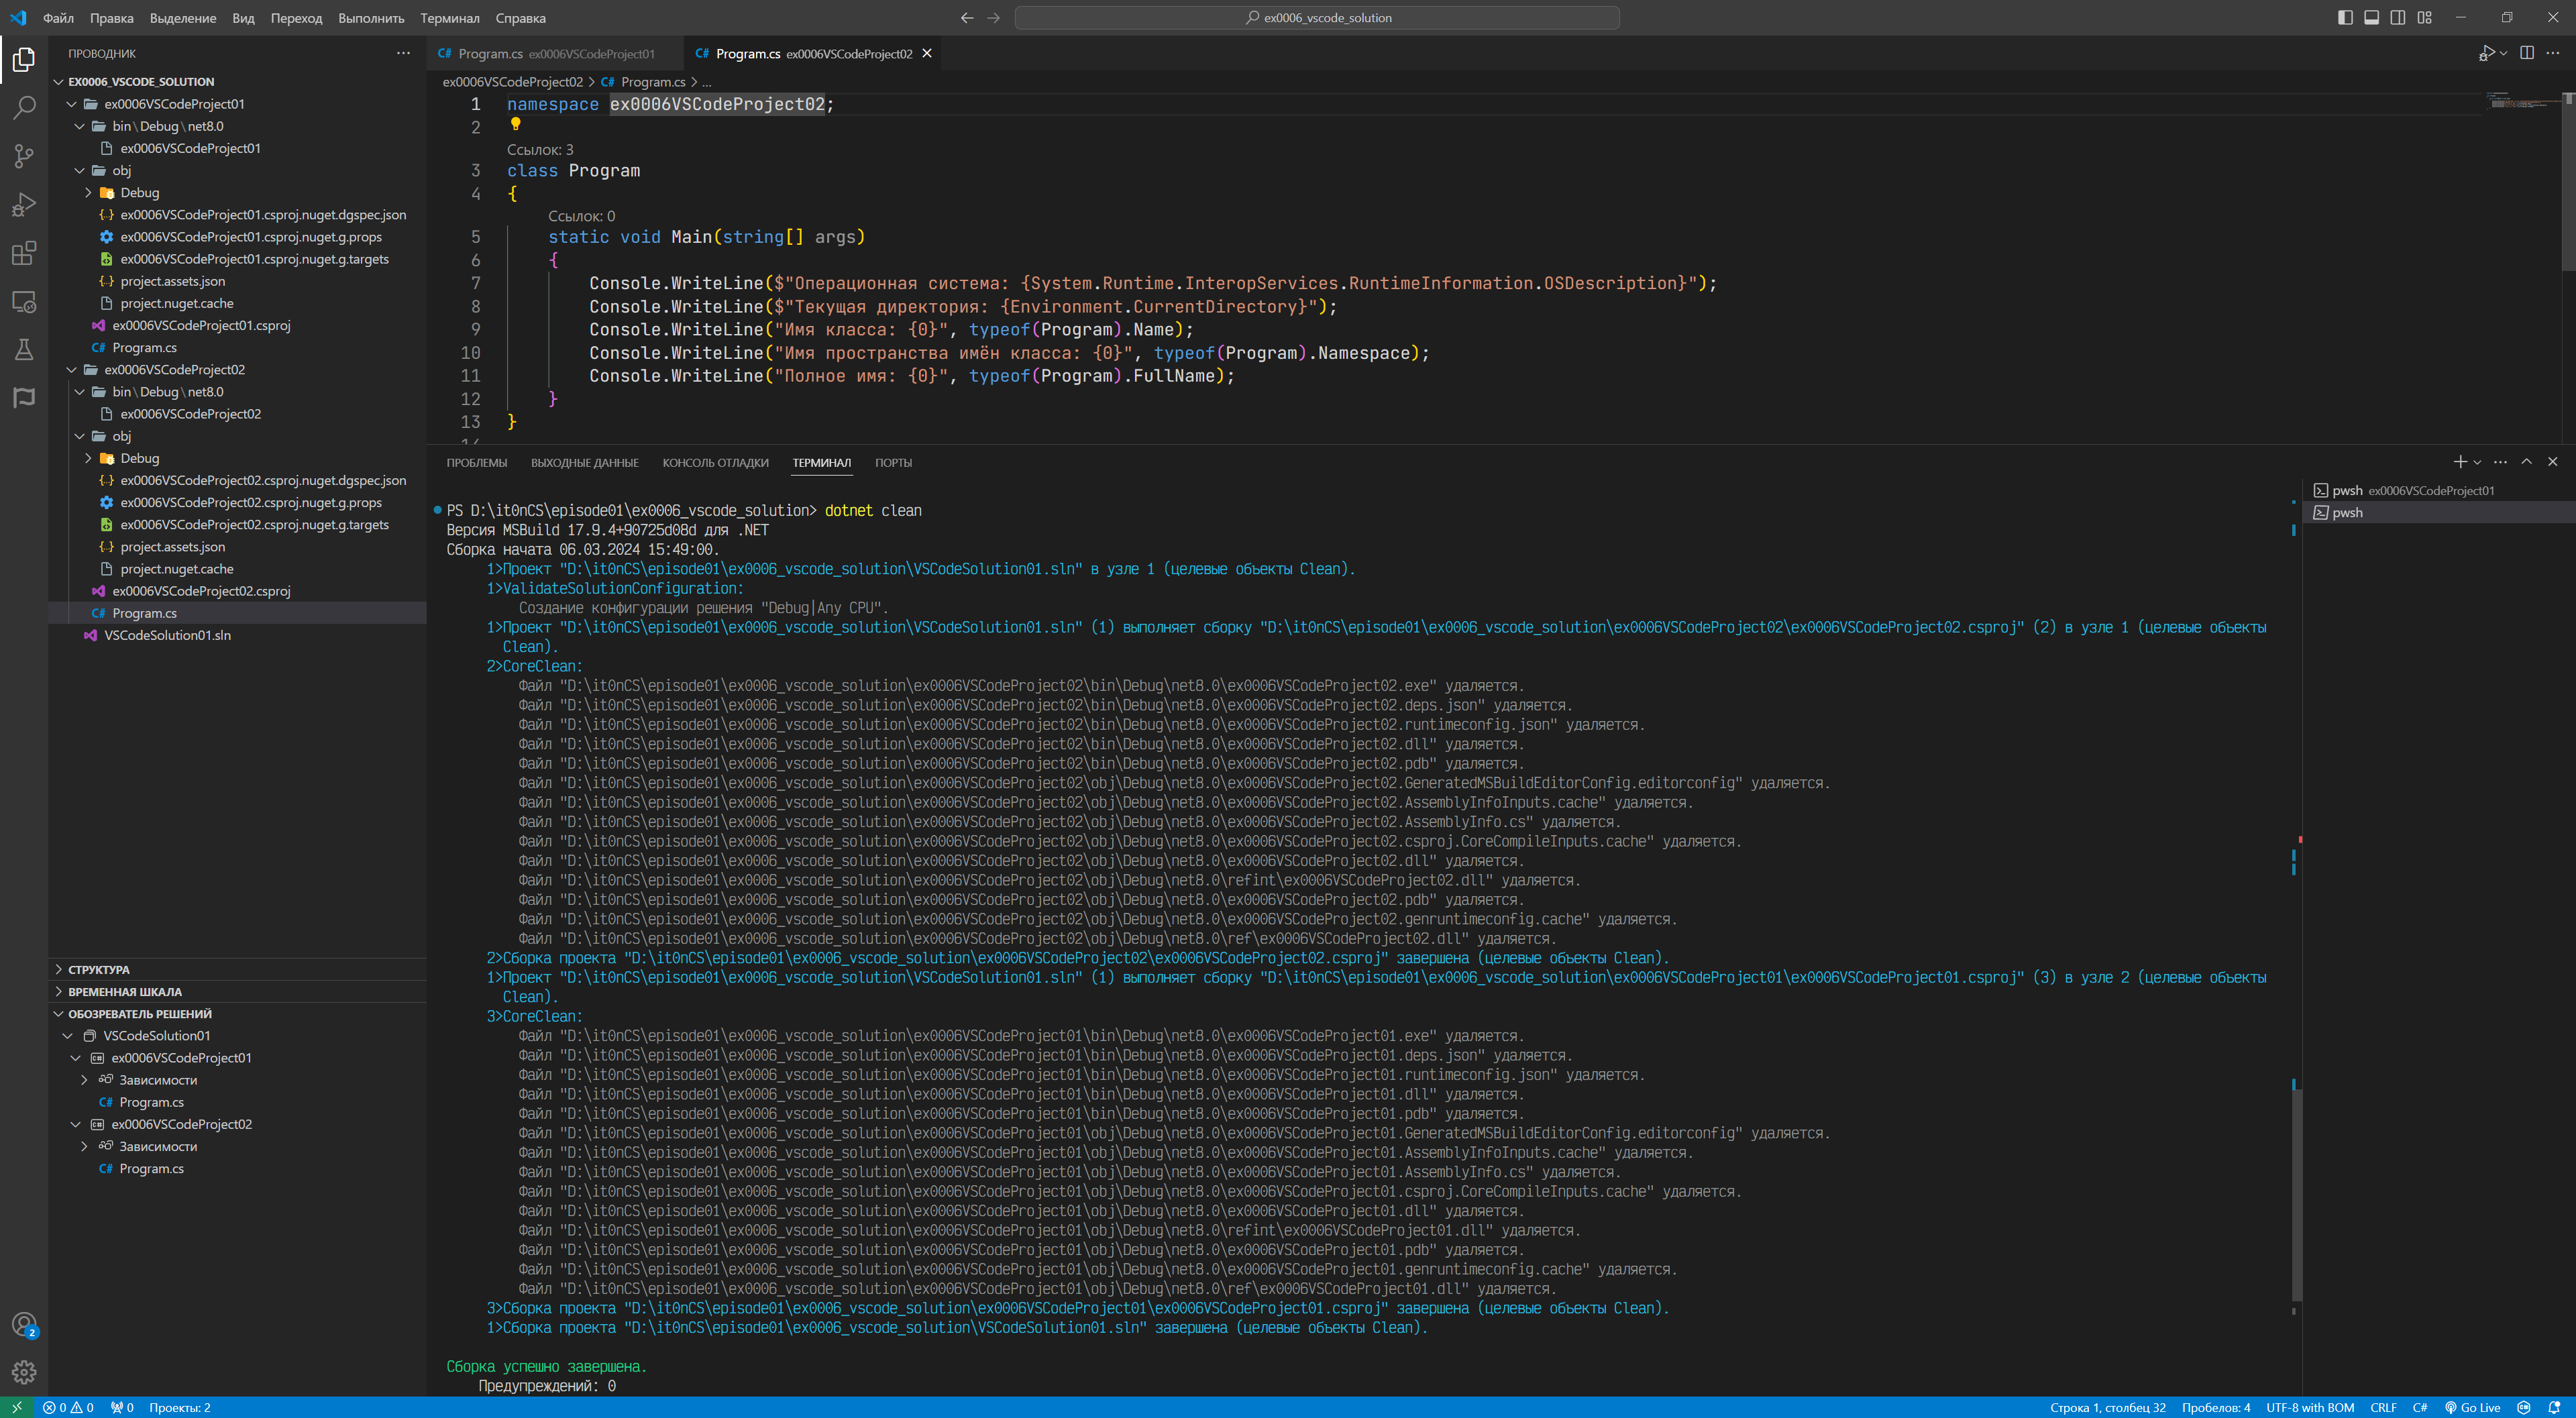 Файл Правка Выделение Вид Переход Выполнить Терминал Справка
ex0006_vscode_solution
ПРОВОДНИК
EX0006_VSCODE_SOLUTION
ex0006VSCodeProject01
bin\Debug\net8.0
ex0006VSCodeProject01
obj
Debug
ex0006VSCodeProject01.csproj.nuget.dgspec.json
ex0006VSCodeProject01.csproj.nuget.g.props
ex0006VSCodeProject01.csproj.nuget.g.targets
project.assets.json
project.nuget.cache
ex0006VSCodeProject01.csproj
Program.cs
ex0006VSCodeProject02
bin\Debug\net8.0
ex0006VSCodeProject02
obj
Debug
ex0006VSCodeProject02.csproj.nuget.dgspec.json
ex0006VSCodeProject02.csproj.nuget.g.props
ex0006VSCodeProject02.csproj.nuget.g.targets
project.assets.json
project.nuget.cache
ex0006VSCodeProject02.csproj
Program.cs
VSCodeSolution01.sln
СТРУКТУРА
ВРЕМЕННАЯ ШКАЛА
ОБОЗРЕВАТЕЛЬ РЕШЕНИЙ
VSCodeSolution01
ex0006VSCodeProject01
Зависимости
Program.cs
ex0006VSCodeProject02
Зависимости
Program.cs
2
Program.cs ex0006VSCodeProject01
Program.cs ex0006VSCodeProject02
ex0006VSCodeProject02 > Program.cs > ...
1 namespace ex0006VSCodeProject02;
2
Ссылок: 3
3 class Program
4 {
Ссылок: 0
5 static void Main(string[] args)
6 {
7 Console.WriteLine($"Операционная система: {System.Runtime.InteropServices.RuntimeInformation.OSDescription}");
8 Console.WriteLine($"Текущая директория: {Environment.CurrentDirectory}");
9 Console.WriteLine("Имя класса: {0}", typeof(Program).Name);
10 Console.WriteLine("Имя пространства имён класса: {0}", typeof(Program).Namespace);
11 Console.WriteLine("Полное имя: {0}", typeof(Program).FullName);
12 }
13 }
14
ПРОБЛЕМЫ ВЫХОДНЫЕ ДАННЫЕ КОНСОЛЬ ОТЛАДКИ ТЕРМИНАЛ ПОРТЫ
pwsh ex0006VSCodeProject01
pwsh
PS D:\it0nCS\episode01\ex0006_vscode_solution> dotnet clean
Версия MSBuild 17.9.4+90725d08d для .NET
Сборка начата 06.03.2024 15:49:00.
1>Проект "D:\it0nCS\episode01\ex0006_vscode_solution\VSCodeSolution01.sln" в узле 1 (целевые объекты Clean).
1>ValidateSolutionConfiguration:
Создание конфигурации решения "Debug|Any CPU".
1>Проект "D:\it0nCS\episode01\ex0006_vscode_solution\VSCodeSolution01.sln" (1) выполняет сборку "D:\it0nCS\episode01\ex0006_vscode_solution\ex0006VSCodeProject02\ex0006VSCodeProject02.csproj" (2) в узле 1 (целевые объекты
Clean).
2>CoreClean:
Файл "D:\it0nCS\episode01\ex0006_vscode_solution\ex0006VSCodeProject02\bin\Debug\net8.0\ex0006VSCodeProject02.exe" удаляется.
Файл "D:\it0nCS\episode01\ex0006_vscode_solution\ex0006VSCodeProject02\bin\Debug\net8.0\ex0006VSCodeProject02.deps.json" удаляется.
Файл "D:\it0nCS\episode01\ex0006_vscode_solution\ex0006VSCodeProject02\bin\Debug\net8.0\ex0006VSCodeProject02.runtimeconfig.json" удаляется.
Файл "D:\it0nCS\episode01\ex0006_vscode_solution\ex0006VSCodeProject02\bin\Debug\net8.0\ex0006VSCodeProject02.dll" удаляется.
Файл "D:\it0nCS\episode01\ex0006_vscode_solution\ex0006VSCodeProject02\bin\Debug\net8.0\ex0006VSCodeProject02.pdb" удаляется.
Файл "D:\it0nCS\episode01\ex0006_vscode_solution\ex0006VSCodeProject02\obj\Debug\net8.0\ex0006VSCodeProject02.GeneratedMSBuildEditorConfig.editorconfig" удаляется.
Файл "D:\it0nCS\episode01\ex0006_vscode_solution\ex0006VSCodeProject02\obj\Debug\net8.0\ex0006VSCodeProject02.AssemblyInfoInputs.cache" удаляется.
Файл "D:\it0nCS\episode01\ex0006_vscode_solution\ex0006VSCodeProject02\obj\Debug\net8.0\ex0006VSCodeProject02.AssemblyInfo.cs" удаляется.
Файл "D:\it0nCS\episode01\ex0006_vscode_solution\ex0006VSCodeProject02\obj\Debug\net8.0\ex0006VSCodeProject02.csproj.CoreCompileInputs.cache" удаляется.
Файл "D:\it0nCS\episode01\ex0006_vscode_solution\ex0006VSCodeProject02\obj\Debug\net8.0\ex0006VSCodeProject02.dll" удаляется.
Файл "D:\it0nCS\episode01\ex0006_vscode_solution\ex0006VSCodeProject02\obj\Debug\net8.0\refint\ex0006VSCodeProject02.dll" удаляется.
Файл "D:\it0nCS\episode01\ex0006_vscode_solution\ex0006VSCodeProject02\obj\Debug\net8.0\ex0006VSCodeProject02.pdb" удаляется.
Файл "D:\it0nCS\episode01\ex0006_vscode_solution\ex0006VSCodeProject02\obj\Debug\net8.0\ex0006VSCodeProject02.genruntimeconfig.cache" удаляется.
Файл "D:\it0nCS\episode01\ex0006_vscode_solution\ex0006VSCodeProject02\obj\Debug\net8.0\ref\ex0006VSCodeProject02.dll" удаляется.
2>Сборка проекта "D:\it0nCS\episode01\ex0006_vscode_solution\ex0006VSCodeProject02\ex0006VSCodeProject02.csproj" завершена (целевые объекты Clean).
1>Проект "D:\it0nCS\episode01\ex0006_vscode_solution\VSCodeSolution01.sln" (1) выполняет сборку "D:\it0nCS\episode01\ex0006_vscode_solution\ex0006VSCodeProject01\ex0006VSCodeProject01.csproj" (3) в узле 2 (целевые объекты
Clean).
3>CoreClean:
Файл "D:\it0nCS\episode01\ex0006_vscode_solution\ex0006VSCodeProject01\bin\Debug\net8.0\ex0006VSCodeProject01.exe" удаляется.
Файл "D:\it0nCS\episode01\ex0006_vscode_solution\ex0006VSCodeProject01\bin\Debug\net8.0\ex0006VSCodeProject01.deps.json" удаляется.
Файл "D:\it0nCS\episode01\ex0006_vscode_solution\ex0006VSCodeProject01\bin\Debug\net8.0\ex0006VSCodeProject01.runtimeconfig.json" удаляется.
Файл "D:\it0nCS\episode01\ex0006_vscode_solution\ex0006VSCodeProject01\bin\Debug\net8.0\ex0006VSCodeProject01.dll" удаляется.
Файл "D:\it0nCS\episode01\ex0006_vscode_solution\ex0006VSCodeProject01\bin\Debug\net8.0\ex0006VSCodeProject01.pdb" удаляется.
Файл "D:\it0nCS\episode01\ex0006_vscode_solution\ex0006VSCodeProject01\obj\Debug\net8.0\ex0006VSCodeProject01.GeneratedMSBuildEditorConfig.editorconfig" удаляется.
Файл "D:\it0nCS\episode01\ex0006_vscode_solution\ex0006VSCodeProject01\obj\Debug\net8.0\ex0006VSCodeProject01.AssemblyInfoInputs.cache" удаляется.
Файл "D:\it0nCS\episode01\ex0006_vscode_solution\ex0006VSCodeProject01\obj\Debug\net8.0\ex0006VSCodeProject01.AssemblyInfo.cs" удаляется.
Файл "D:\it0nCS\episode01\ex0006_vscode_solution\ex0006VSCodeProject01\obj\Debug\net8.0\ex0006VSCodeProject01.csproj.CoreCompileInputs.cache" удаляется.
Файл "D:\it0nCS\episode01\ex0006_vscode_solution\ex0006VSCodeProject01\obj\Debug\net8.0\ex0006VSCodeProject01.dll" удаляется.
Файл "D:\it0nCS\episode01\ex0006_vscode_solution\ex0006VSCodeProject01\obj\Debug\net8.0\refint\ex0006VSCodeProject01.dll" удаляется.
Файл "D:\it0nCS\episode01\ex0006_vscode_solution\ex0006VSCodeProject01\obj\Debug\net8.0\ex0006VSCodeProject01.pdb" удаляется.
Файл "D:\it0nCS\episode01\ex0006_vscode_solution\ex0006VSCodeProject01\obj\Debug\net8.0\ex0006VSCodeProject01.genruntimeconfig.cache" удаляется.
Файл "D:\it0nCS\episode01\ex0006_vscode_solution\ex0006VSCodeProject01\obj\Debug\net8.0\ref\ex0006VSCodeProject01.dll" удаляется.
3>Сборка проекта "D:\it0nCS\episode01\ex0006_vscode_solution\ex0006VSCodeProject01\ex0006VSCodeProject01.csproj" завершена (целевые объекты Clean).
1>Сборка проекта "D:\it0nCS\episode01\ex0006_vscode_solution\VSCodeSolution01.sln" завершена (целевые объекты Clean).
Сборка успешно завершена.
Предупреждений: 0
0 0 0 Проекты: 2 Строка 1, столбец 32 Пробелов: 4 UTF-8 with BOM CRLF C# Go Live